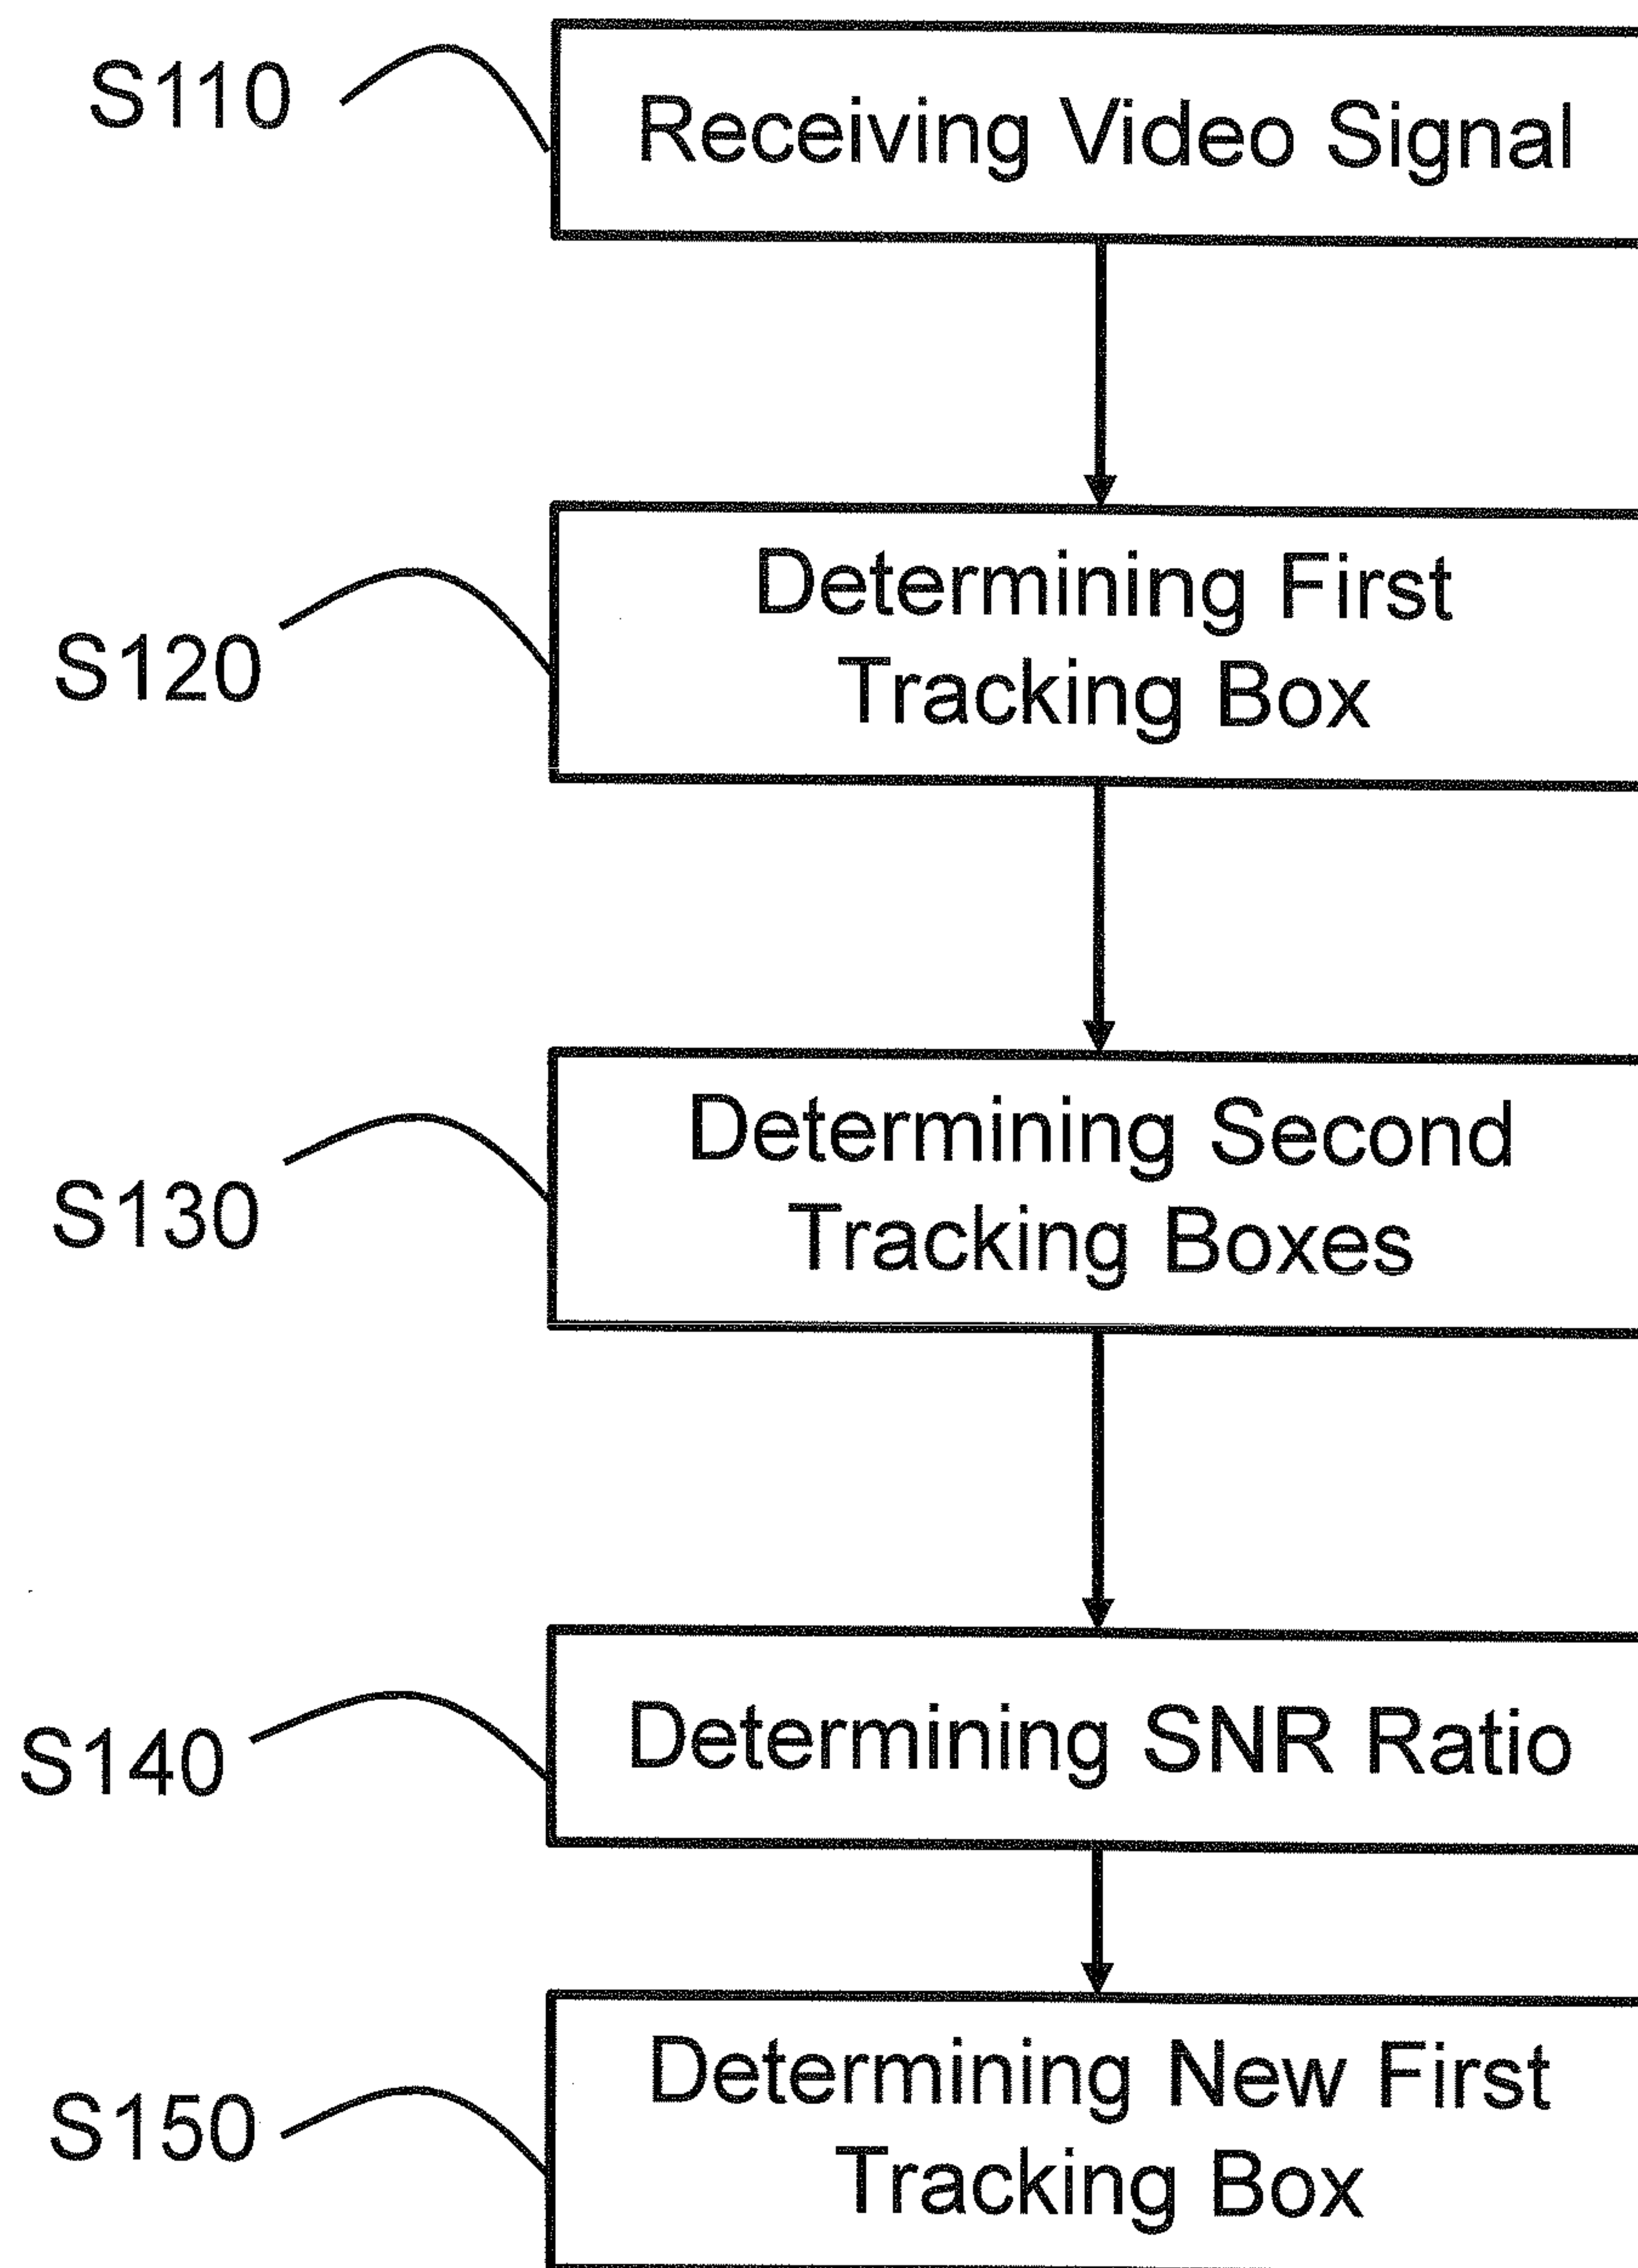 S110
Receiving Video Signal
S120
Determining First
Tracking Box
S130
Determining Second
Tracking Boxes
S140
Determining SNR Ratio
S150
Determining New First
Tracking Box